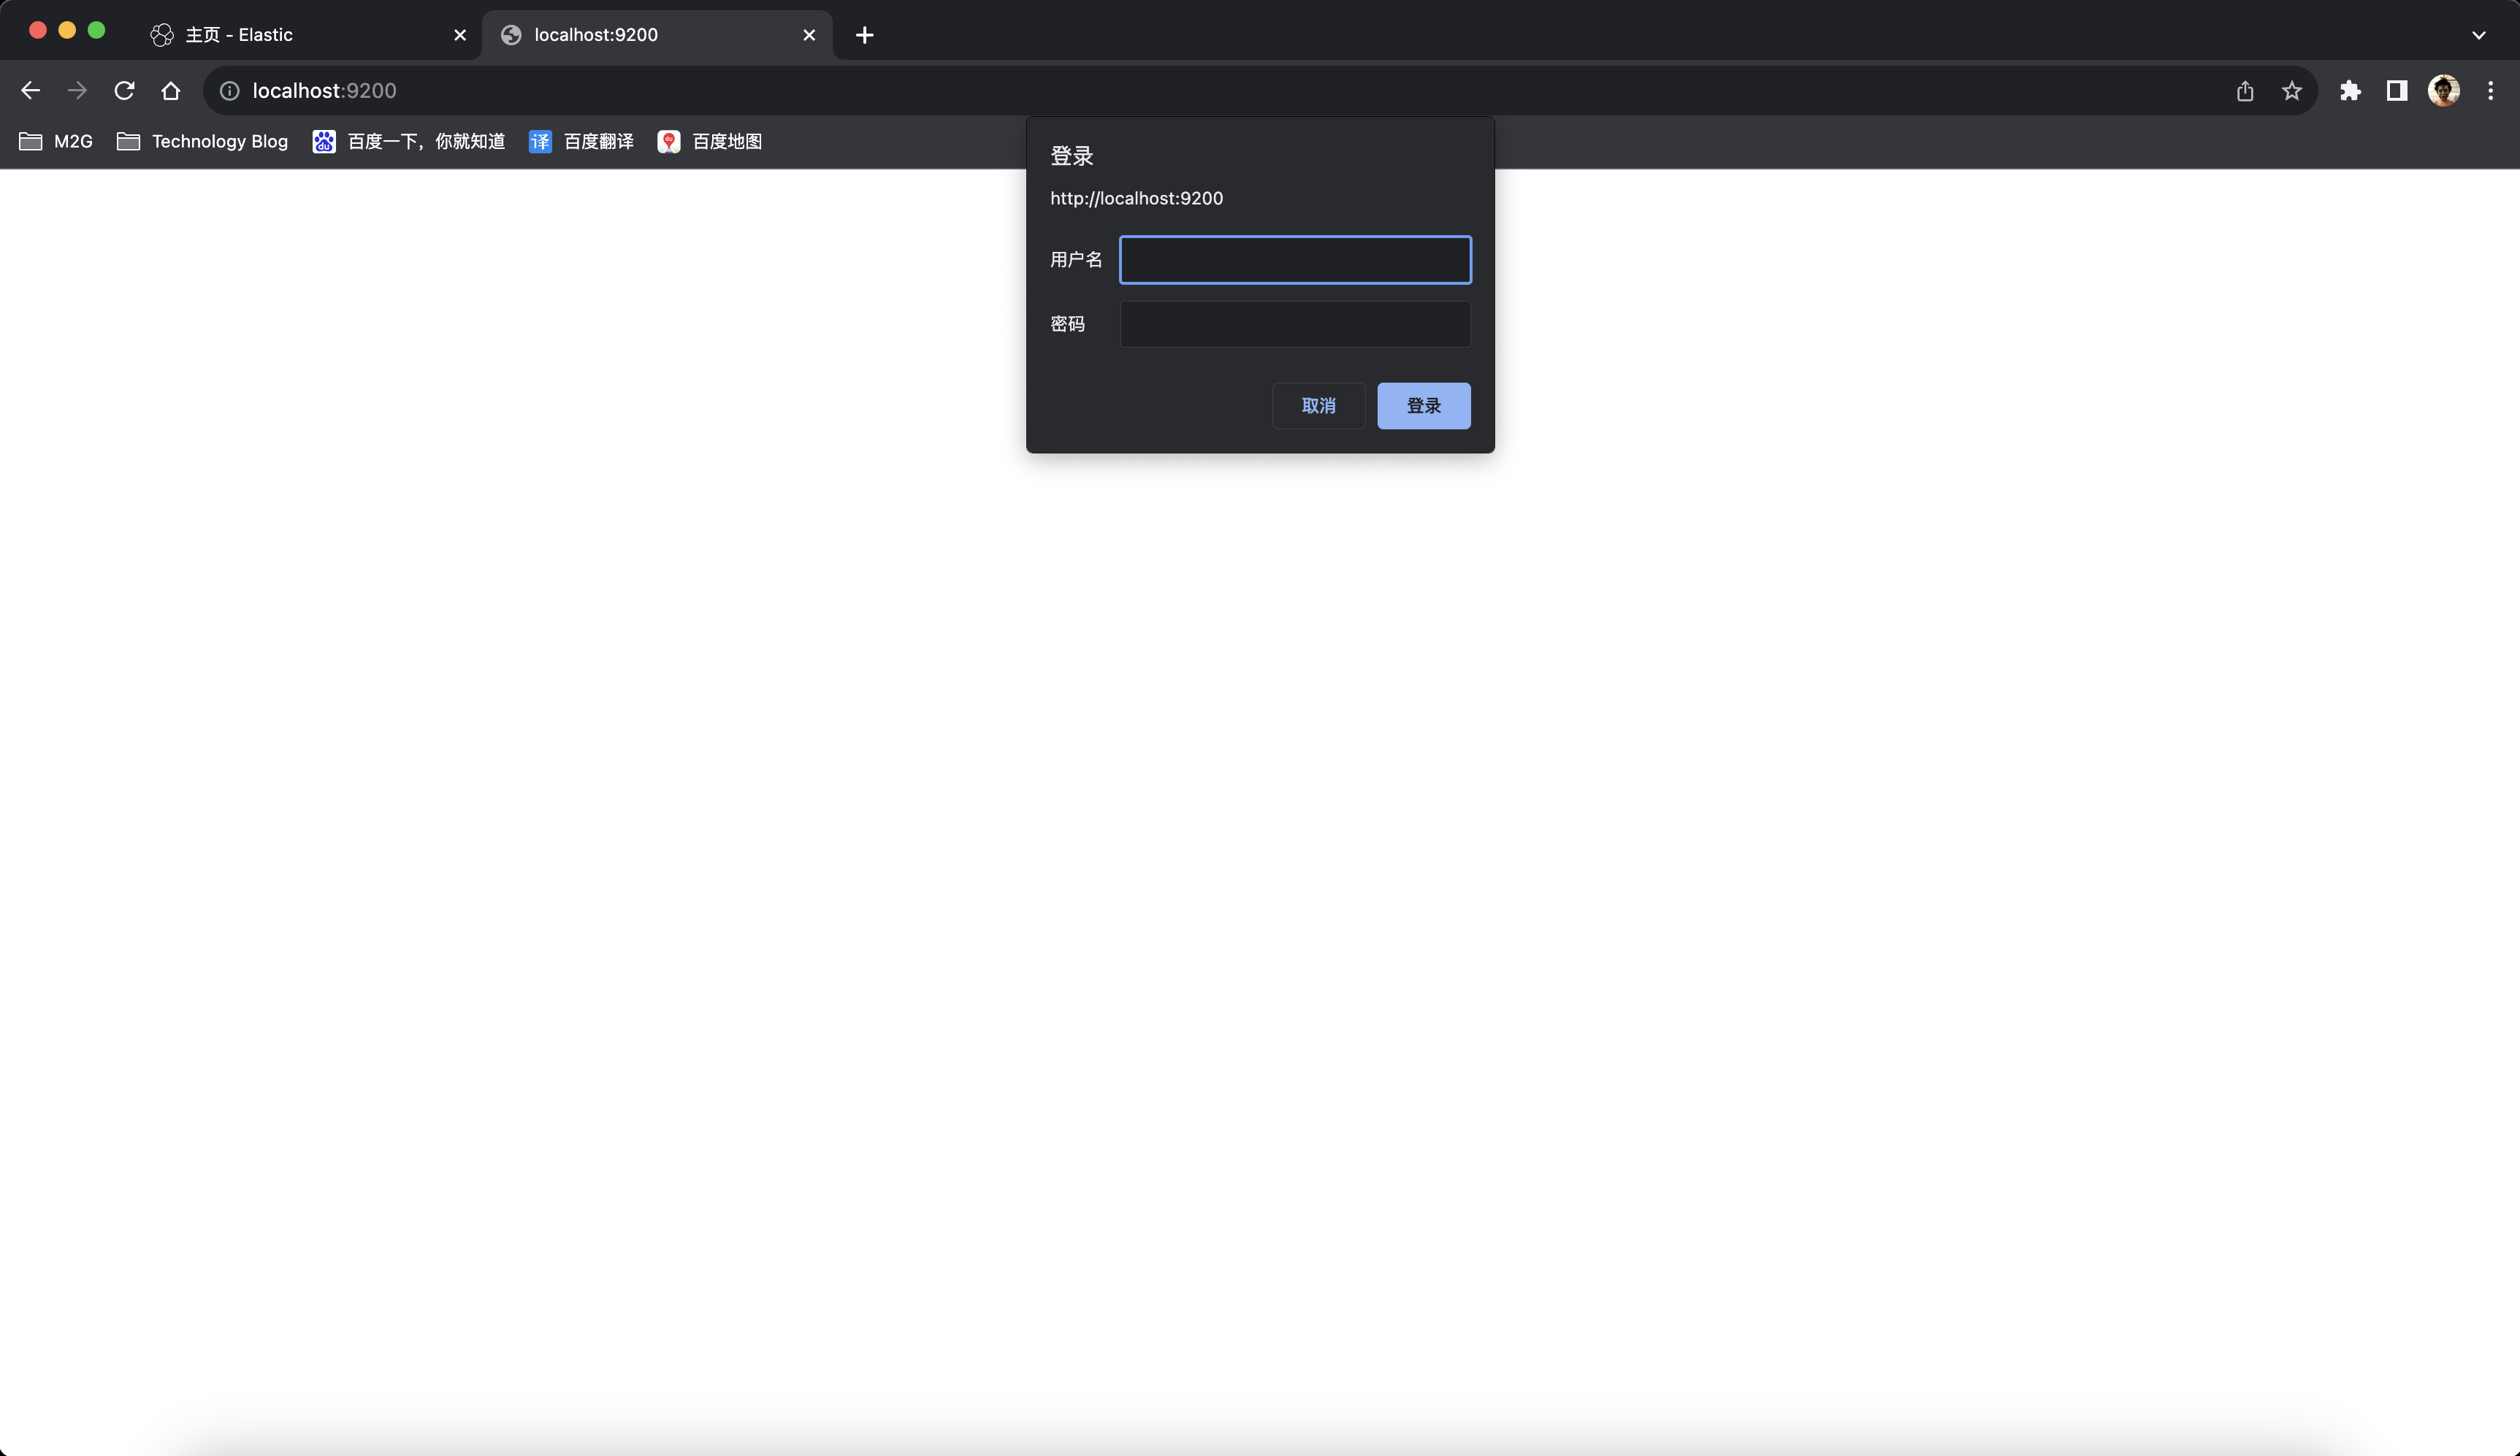 主页 - Elastic
localhost:9200
localhost:9200
M2G
Technology Blog
du
百度一下，你就知道
译
百度翻译
百度地图
登录
http://localhost:9200
用户名
密码
取消
登录